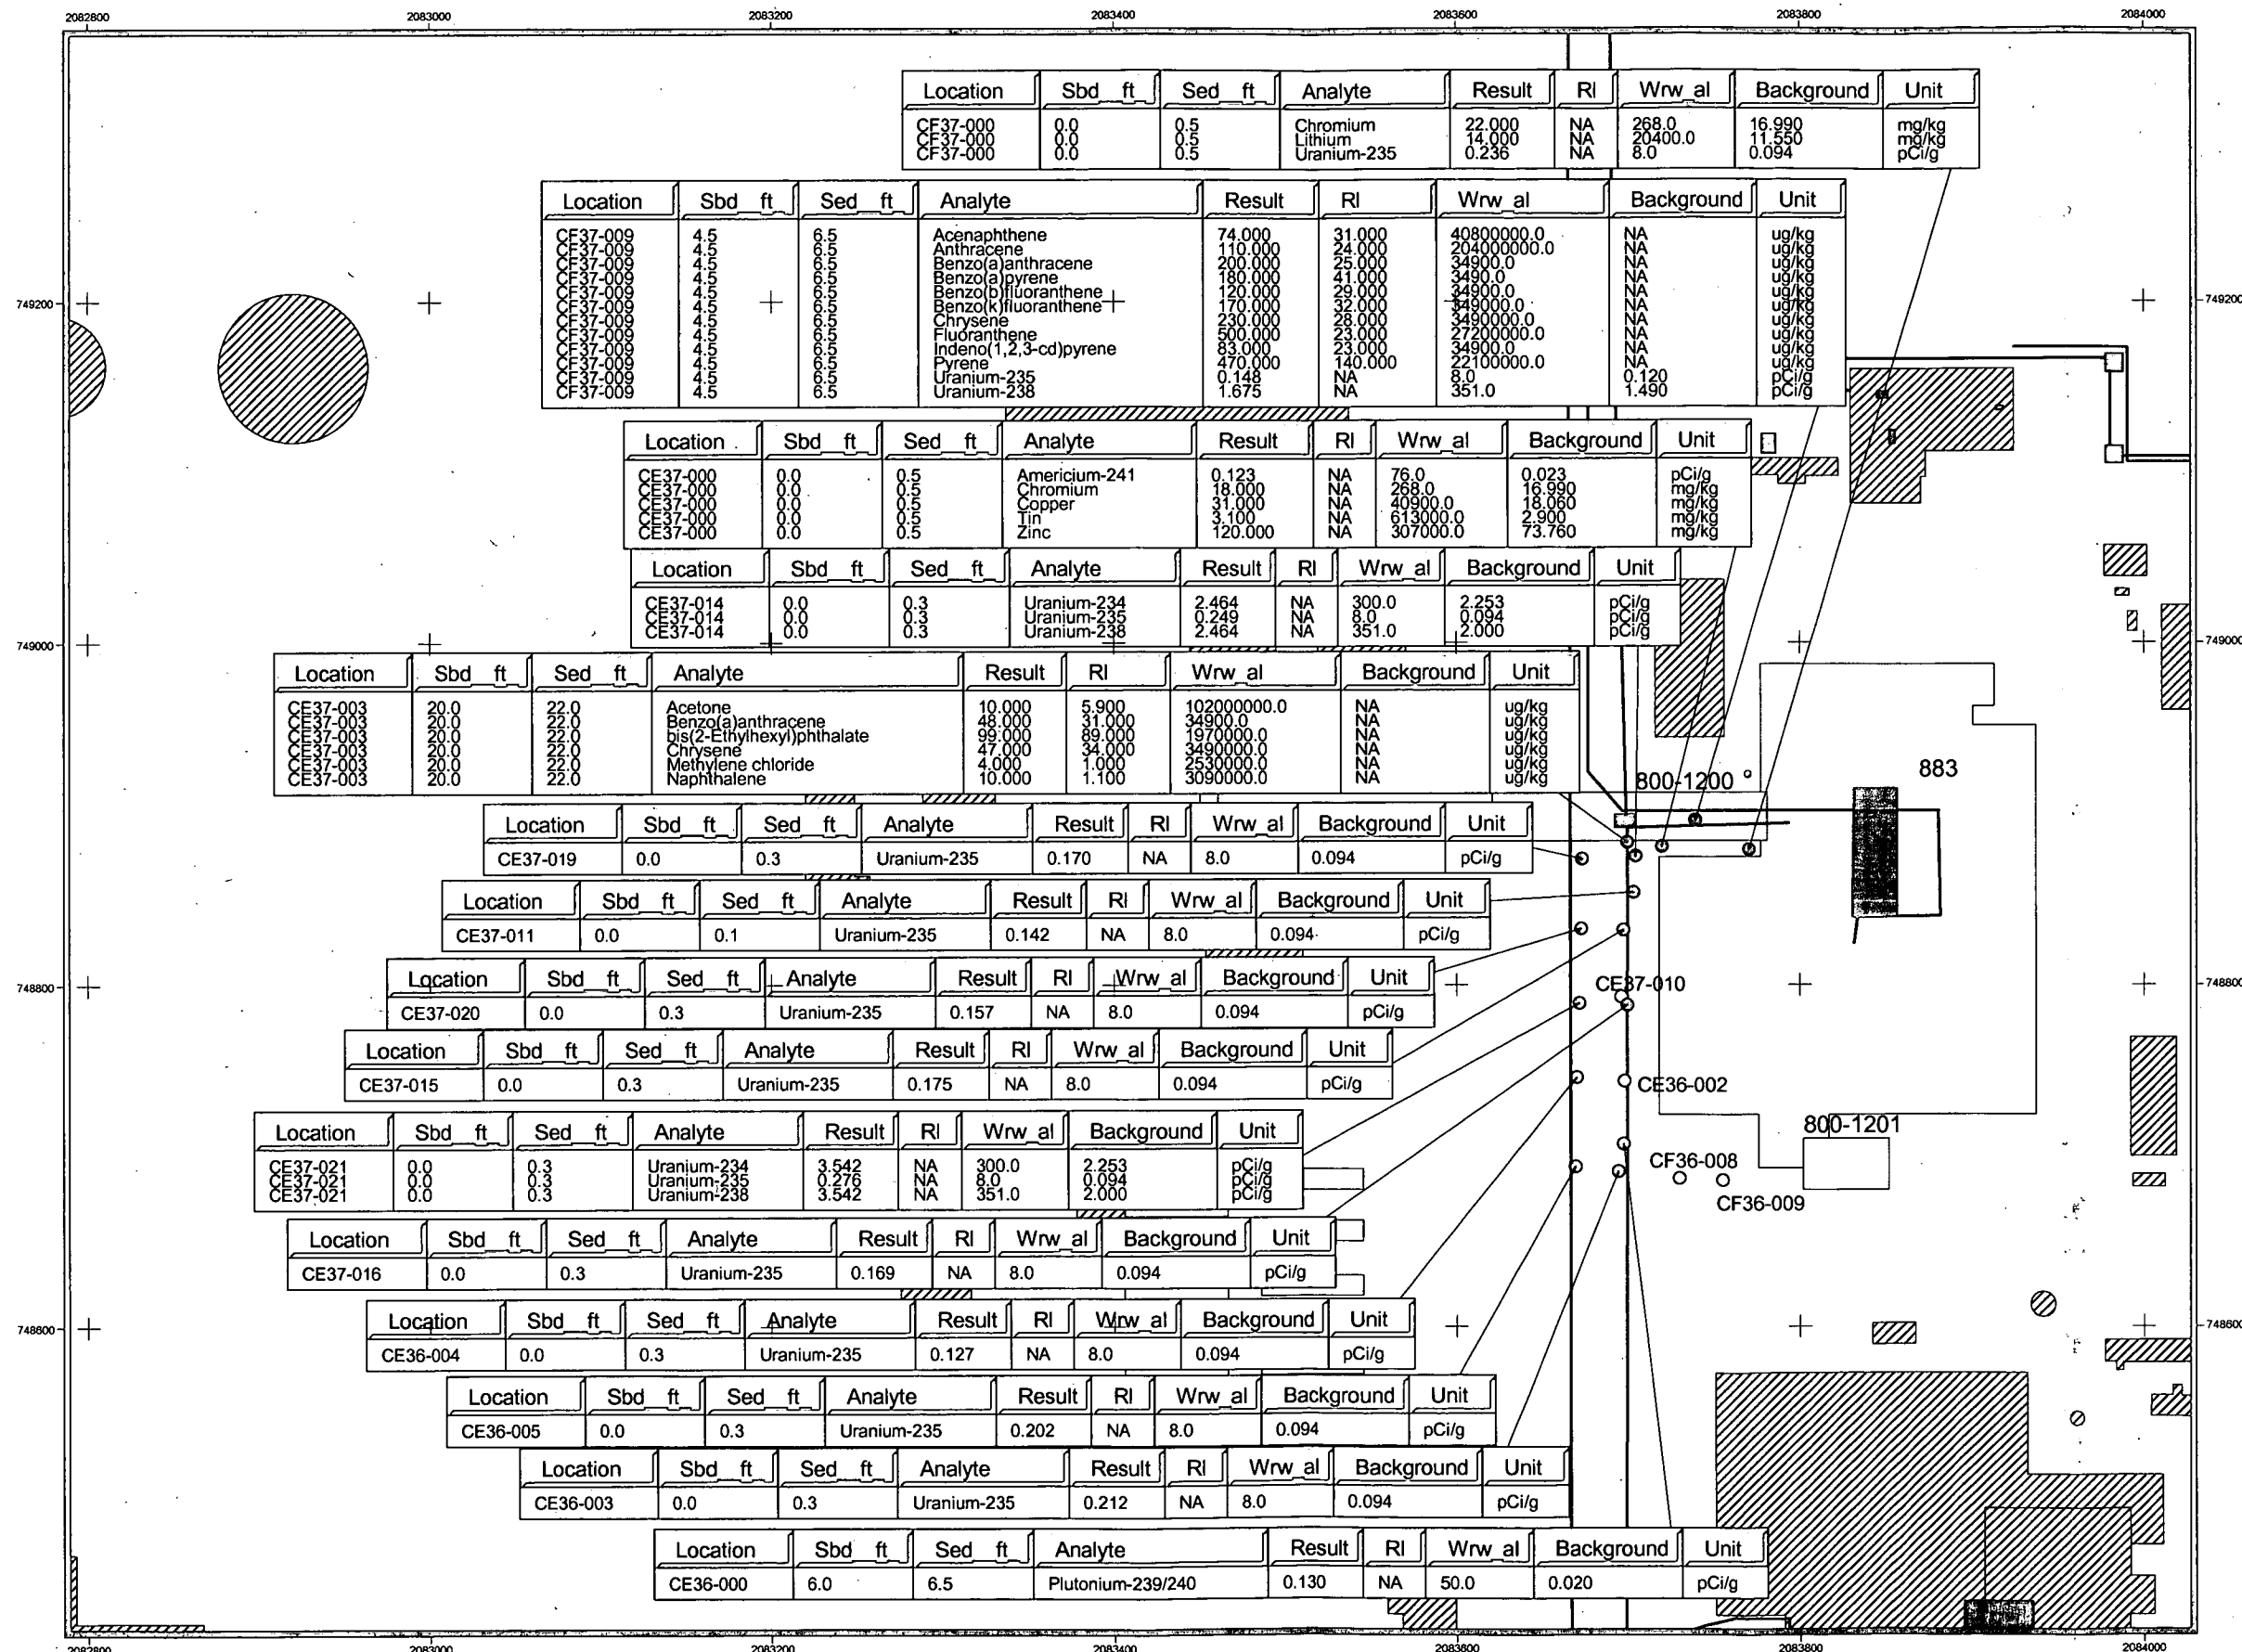 2082800 2083000 2083200 2083400 2083600 2083800 2084000
Location Sbd ft Sed ft Analyte Result Rl Wrw al Background Unit
CF37-000 0.0 0.5 Chromium 22.000 NA 268.0 16.990 mg/kg
CF37-000 0.0 0.5 Lithium 14.000 NA 20400.0 11.550 mg/kg
CF37-000 0.0 0.5 Uranium-235 0.236 NA 8.0 0.094 pCi/g
Location Sbd ft Sed ft Analyte Result Rl Wrw al Background Unit
CF37-009 4.5 6.5 Acenaphthene 74.000 31.000 40800000.0 NA ug/kg
CF37-009 4.5 6.5 Anthracene 110.000 24.000 204000000.0 NA ug/kg
CF37-009 4.5 6.5 Benzo(a)anthracene 200.000 25.000 34900.0 NA ug/kg
CF37-009 4.5 6.5 Benzo(a)pyrene 180.000 41.000 3490.0 NA ug/kg
CF37-009 4.5 6.5 Benzo(b)fluoranthene 120.000 29.000 34900.0 NA ug/kg
CF37-009 4.5 6.5 Benzo(k)fluoranthene 170.000 32.000 349000.0 NA ug/kg
CF37-009 4.5 6.5 Chrysene 230.000 28.000 3490000.0 NA ug/kg
CF37-009 4.5 6.5 Fluoranthene 500.000 23.000 27200000.0 NA ug/kg
CF37-009 4.5 6.5 Indeno(1,2,3-cd)pyrene 83.000 23.000 34900.0 NA ug/kg
CF37-009 4.5 6.5 Pyrene 470.000 140.000 22100000.0 NA ug/kg
CF37-009 4.5 6.5 Uranium-235 0.148 NA 8.0 0.120 pCi/g
CF37-009 4.5 6.5 Uranium-238 1.675 NA 351.0 1.490 pCi/g
749200 749200
Location Sbd ft Sed ft Analyte Result Rl Wrw al Background Unit
CE37-000 0.0 0.5 Americium-241 0.123 NA 76.0 0.023 pCi/g
CE37-000 0.0 0.5 Chromium 18.000 NA 268.0 16.990 mg/kg
CE37-000 0.0 0.5 Copper 31.000 NA 40900.0 18.060 mg/kg
CE37-000 0.0 0.5 Tin 3.100 NA 613000.0 2.900 mg/kg
CE37-000 0.0 0.5 Zinc 120.000 NA 307000.0 73.760 mg/kg
Location Sbd ft Sed ft Analyte Result Rl Wrw al Background Unit
CE37-014 0.0 0.3 Uranium-234 2.464 NA 300.0 2.253 pCi/g
CE37-014 0.0 0.3 Uranium-235 0.249 NA 8.0 0.094 pCi/g
CE37-014 0.0 0.3 Uranium-238 2.464 NA 351.0 2.000 pCi/g
749000 749000
Location Sbd ft Sed ft Analyte Result Rl Wrw al Background Unit
CE37-003 20.0 22.0 Acetone 10.000 5.900 102000000.0 NA ug/kg
CE37-003 20.0 22.0 Benzo(a)anthracene 48.000 31.000 34900.0 NA ug/kg
CE37-003 20.0 22.0 bis(2-Ethylhexyl)phthalate 99.000 89.000 1970000.0 NA ug/kg
CE37-003 20.0 22.0 Chrysene 47.000 34.000 3490000.0 NA ug/kg
CE37-003 20.0 22.0 Methylene chloride 4.000 1.000 2530000.0 NA ug/kg
CE37-003 20.0 22.0 Naphthalene 10.000 1.100 3090000.0 NA ug/kg
883
800-1200
Location Sbd ft Sed ft Analyte Result Rl Wrw al Background Unit
CE37-019 0.0 0.3 Uranium-235 0.170 NA 8.0 0.094 pCi/g
Location Sbd ft Sed ft Analyte Result Rl Wrw al Background Unit
CE37-011 0.0 0.1 Uranium-235 0.142 NA 8.0 0.094 pCi/g
Location Sbd ft Sed ft Analyte Result Rl Wrw al Background Unit
CE37-020 0.0 0.3 Uranium-235 0.157 NA 8.0 0.094 pCi/g
CE37-010
748800 748800
Location Sbd ft Sed ft Analyte Result Rl Wrw al Background Unit
CE37-015 0.0 0.3 Uranium-235 0.175 NA 8.0 0.094 pCi/g
CE36-002
800-1201
Location Sbd ft Sed ft Analyte Result Rl Wrw al Background Unit
CE37-021 0.0 0.3 Uranium-234 3.542 NA 300.0 2.253 pCi/g
CE37-021 0.0 0.3 Uranium-235 0.276 NA 8.0 0.094 pCi/g
CE37-021 0.0 0.3 Uranium-238 3.542 NA 351.0 2.000 pCi/g
CF36-008
CF36-009
Location Sbd ft Sed ft Analyte Result Rl Wrw al Background Unit
CE37-016 0.0 0.3 Uranium-235 0.169 NA 8.0 0.094 pCi/g
748600 748600
Location Sbd ft Sed ft Analyte Result Rl Wrw al Background Unit
CE36-004 0.0 0.3 Uranium-235 0.127 NA 8.0 0.094 pCi/g
Location Sbd ft Sed ft Analyte Result Rl Wrw al Background Unit
CE36-005 0.0 0.3 Uranium-235 0.202 NA 8.0 0.094 pCi/g
Location Sbd ft Sed ft Analyte Result Rl Wrw al Background Unit
CE36-003 0.0 0.3 Uranium-235 0.212 NA 8.0 0.094 pCi/g
Location Sbd ft Sed ft Analyte Result Rl Wrw al Background Unit
CE36-000 6.0 6.5 Plutonium-239/240 0.130 NA 50.0 0.020 pCi/g
2082800 2083000 2083200 2083400 2083600 2083800 2084000